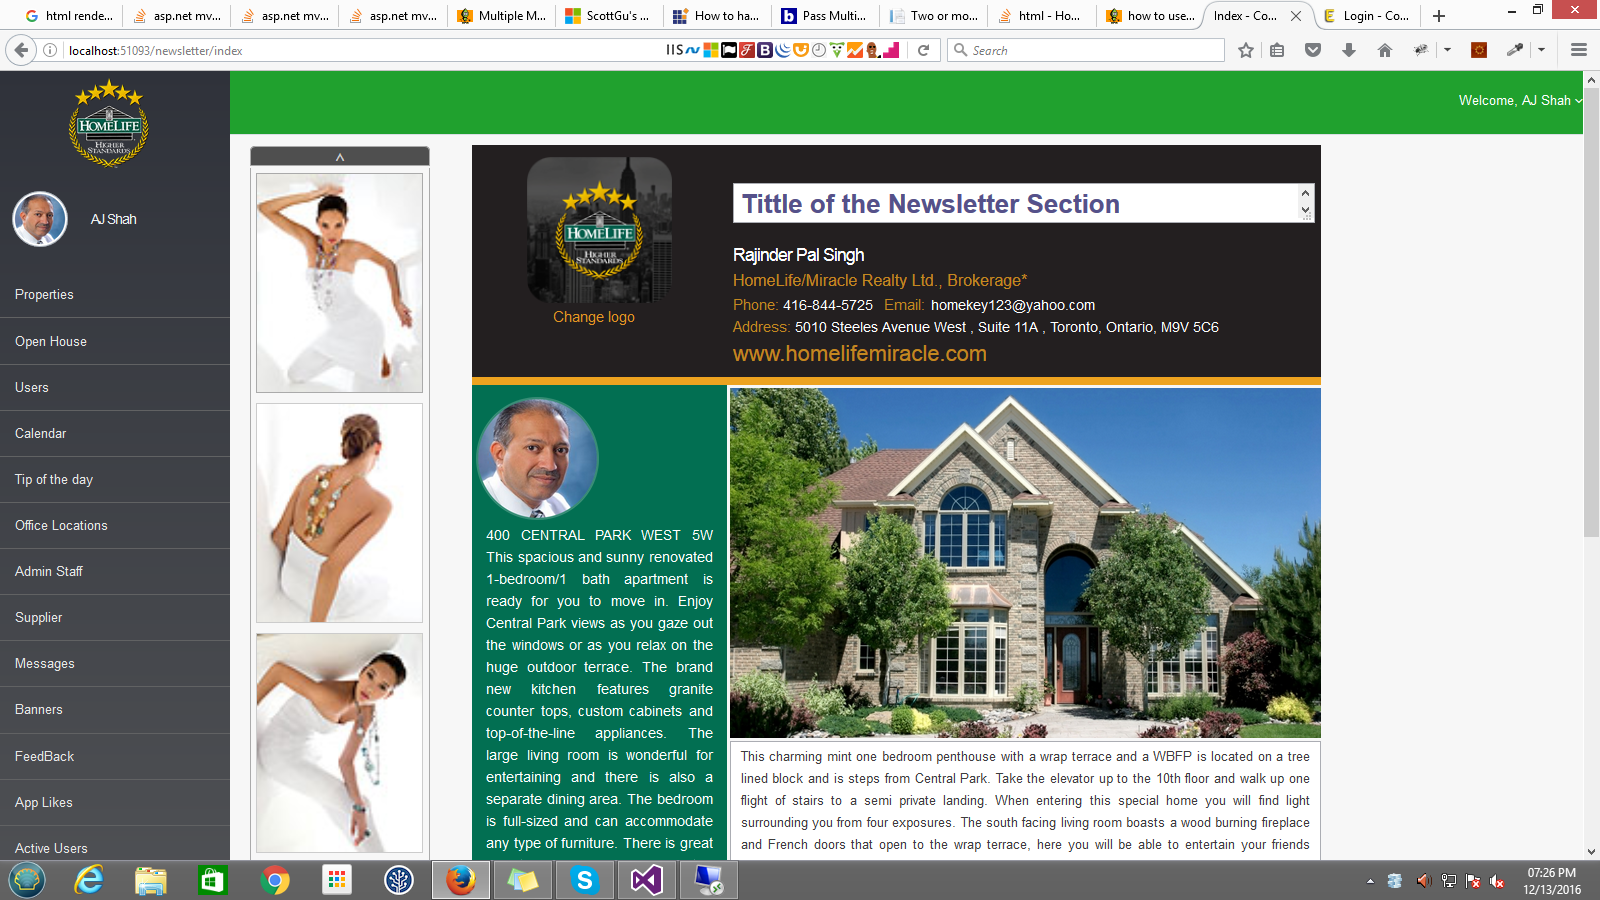 html rende...
asp.net mv...
asp.net mv...
asp.net mv...
Multiple M...
ScottGu's ...
How to ha...
Pass Multi...
Two or mo...
html - Ho...
how to use...
Index - Co...
Login - Co...
localhost:51093/newsletter/index
IIS
Search
HOMELIFE
HIGHER
STANDARDS
Welcome, AJ Shah
AJ Shah
Properties
Open House
Users
Calendar
Tip of the day
Office Locations
Admin Staff
Supplier
Messages
Banners
FeedBack
App Likes
Active Users
HOMELIFE
HIGHER
STANDARDS
Change logo
Tittle of the Newsletter Section
Rajinder Pal Singh
HomeLife/Miracle Realty Ltd., Brokerage*
Phone: 416-844-5725 Email: homekey123@yahoo.com
Address: 5010 Steeles Avenue West , Suite 11A , Toronto, Ontario, M9V 5C6
www.homelifemiracle.com
400 CENTRAL PARK WEST 5W
This spacious and sunny renovated
1-bedroom/1 bath apartment is
ready for you to move in. Enjoy
Central Park views as you gaze out
the windows or as you relax on the
huge outdoor terrace. The brand
new kitchen features granite
counter tops, custom cabinets and
top-of-the-line appliances. The
large living room is wonderful for
entertaining and there is also a
separate dining area. The bedroom
is full-sized and can accommodate
any type of furniture. There is great
This charming mint one bedroom penthouse with a wrap terrace and a WBFP is located on a tree
lined block and is steps from Central Park. Take the elevator up to the 10th floor and walk up one
flight of stairs to a semi private landing. When entering this special home you will find light
surrounding you from four exposures. The south facing living room boasts a wood burning fireplace
and French doors that open to the wrap terrace, here you will be able to entertain your friends
07:26 PM
12/13/2016